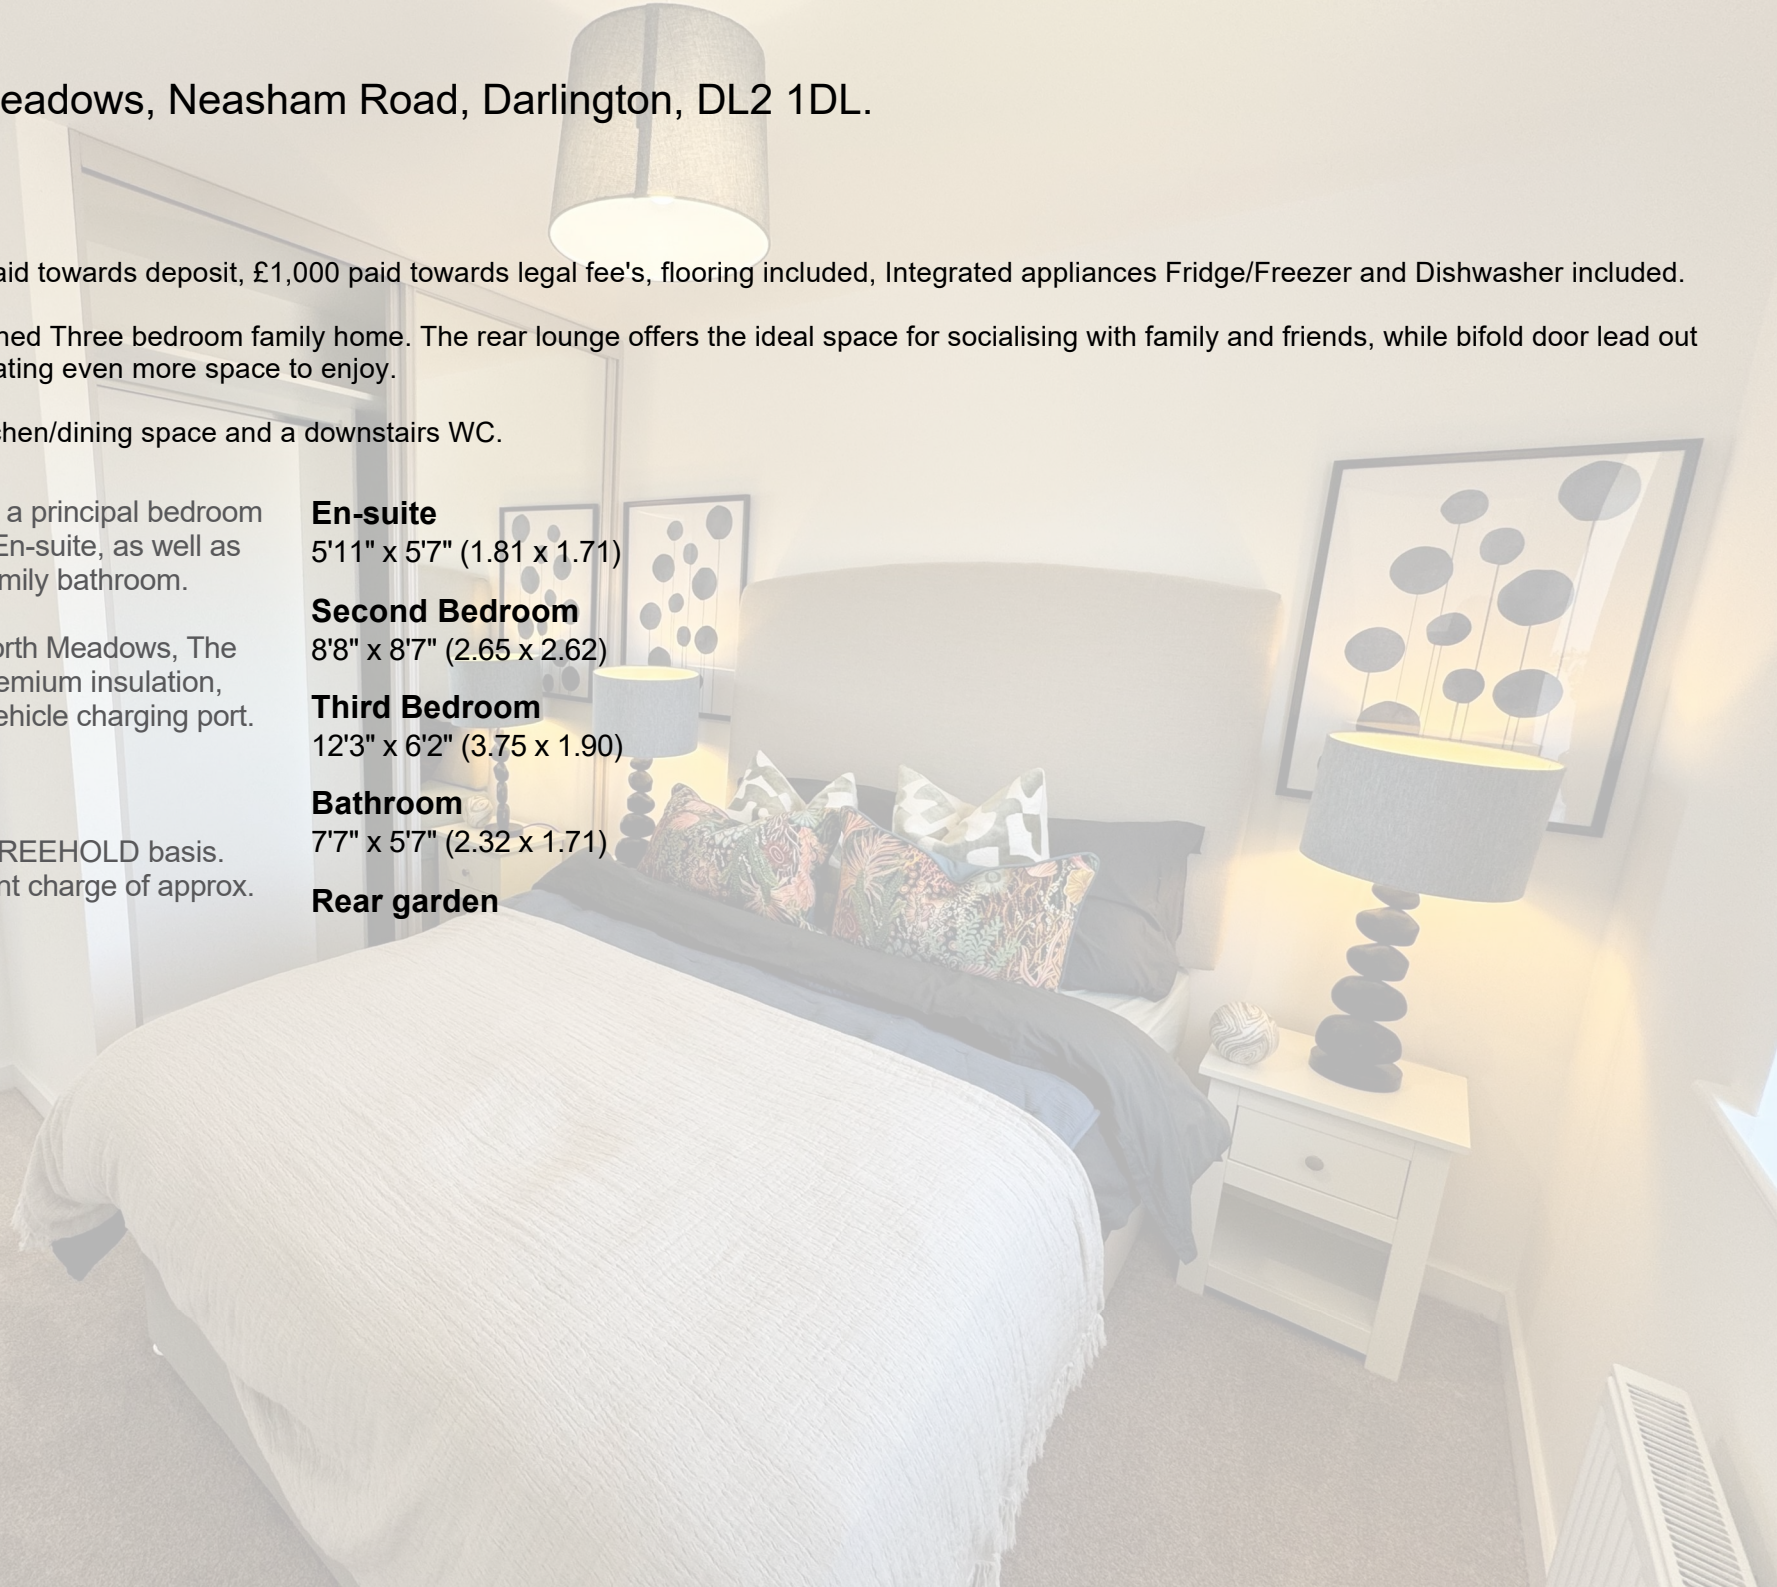 eadows, Neasham Road, Darlington, DL2 1DL.
aid towards deposit, £1,000 paid towards legal fee's, flooring included, Integrated appliances Fridge/Freezer and Dishwasher included.
ned Three bedroom family home. The rear lounge offers the ideal space for socialising with family and friends, while bifold door lead out
ating even more space to enjoy.
chen/dining space and a downstairs WC.
a principal bedroom
En-suite, as well as
mily bathroom.
orth Meadows, The
emium insulation,
ehicle charging port.
REEHOLD basis.
nt charge of approx.
En-suite
5'11" x 5'7" (1.81 x 1.71)
Second Bedroom
8'8" x 8'7" (2.65 x 2.62)
Third Bedroom
12'3" x 6'2" (3.75 x 1.90)
Bathroom
7'7" x 5'7" (2.32 x 1.71)
Rear garden